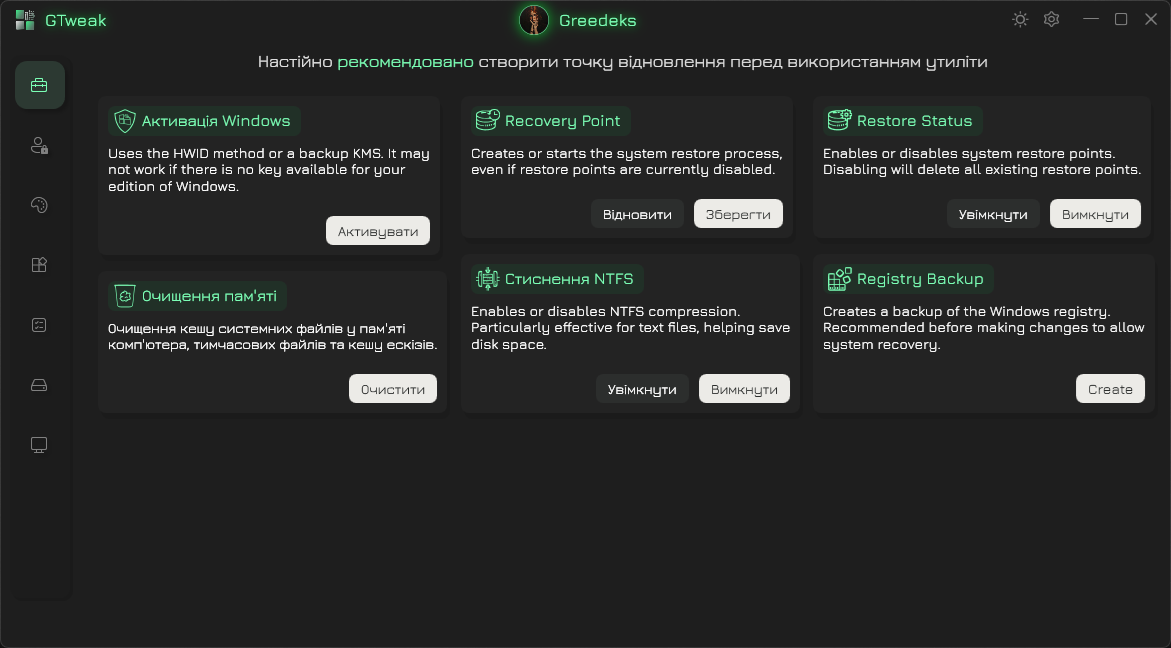 GTweak
Greedeks
Настійно рекомендовано створити точку відновлення перед використанням утиліти
Активація Windows
Uses the HWID method or a backup KMS. It may
not work if there is no key available for your
edition of Windows.
Активувати
Recovery Point
Creates or starts the system restore process,
even if restore points are currently disabled.
Відновити
Зберегти
Restore Status
Enables or disables system restore points.
Disabling will delete all existing restore points.
Увімкнути
Вимкнути
Очищення пам'яті
Очищення кешу системних файлів у пам'яті
комп'ютера, тимчасових файлів та кешу ескізів.
Очистити
Стиснення NTFS
Enables or disables NTFS compression.
Particularly effective for text files, helping save
disk space.
Увімкнути
Вимкнути
Registry Backup
Creates a backup of the Windows registry.
Recommended before making changes to allow
system recovery.
Create